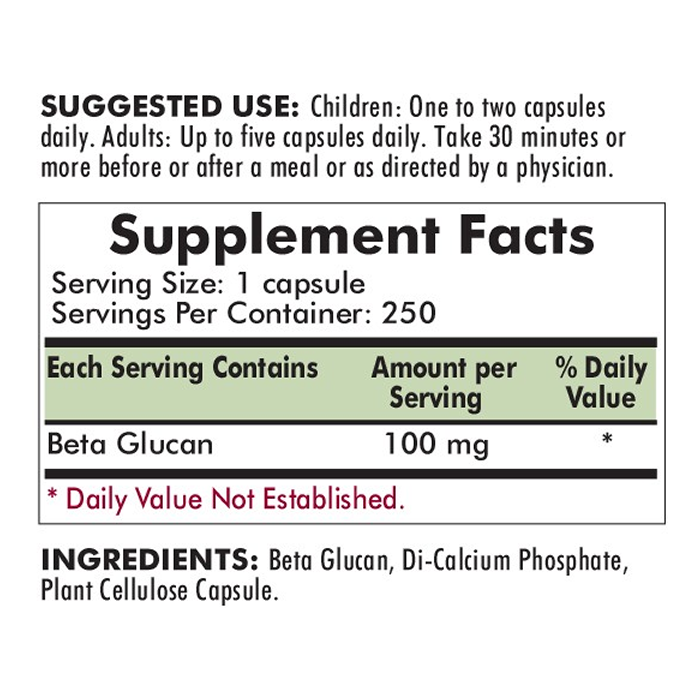 SUGGESTED USE: Children: One to two capsules
daily. Adults: Up to five capsules daily. Take 30 minutes or
more before or after a meal or as directed by a physician.
Supplement Facts
Serving Size: 1 capsule
Servings Per Container: 250
Each Serving Contains Amount per Serving % Daily Value
Beta Glucan 100 mg *
* Daily Value Not Established.
INGREDIENTS: Beta Glucan, Di-Calcium Phosphate,
Plant Cellulose Capsule.